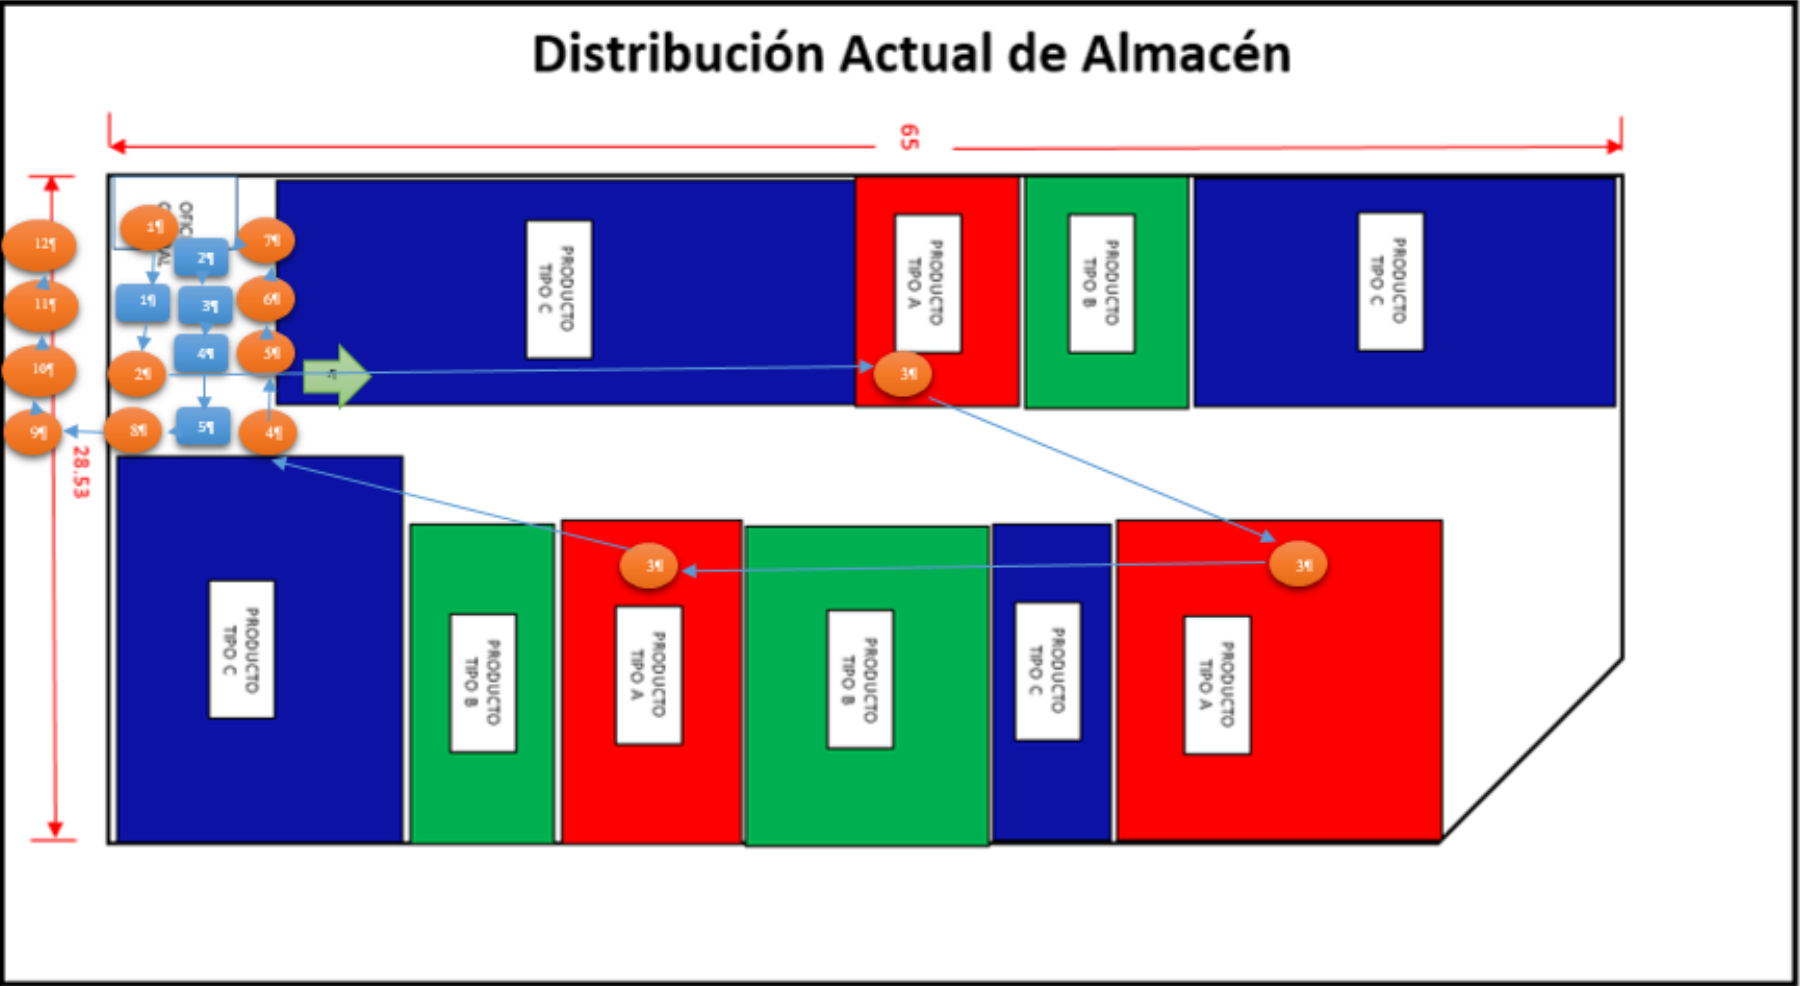 Distribución Actual de Almacén
65
28.53
1¶
2¶
7¶
12¶
1¶
3¶
6¶
11¶
2¶
4¶
5¶
10¶
8¶
5¶
4¶
9¶
3¶
3¶
3¶
PRODUCTO
TIPO C
PRODUCTO
TIPO A
PRODUCTO
TIPO B
PRODUCTO
TIPO C
PRODUCTO
TIPO C
PRODUCTO
TIPO B
PRODUCTO
TIPO A
PRODUCTO
TIPO B
PRODUCTO
TIPO C
PRODUCTO
TIPO A